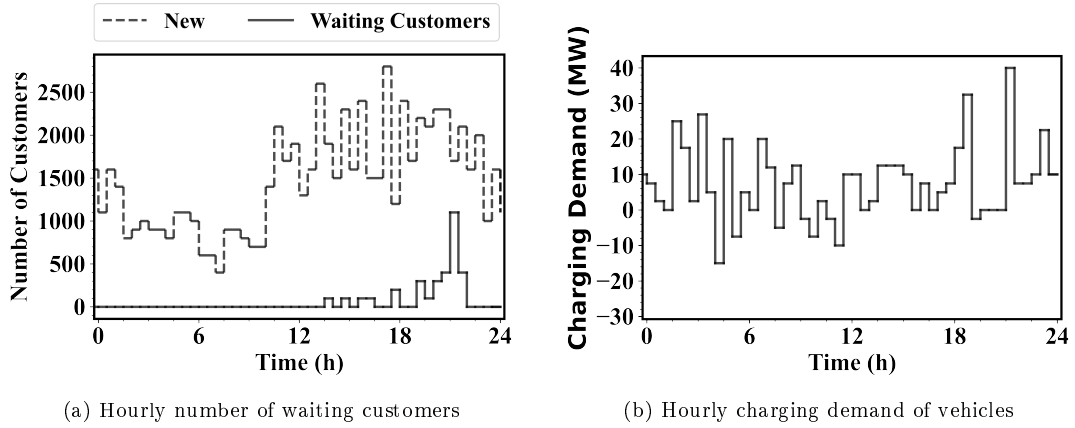 New Waiting Customers
Number of Customers
2500
2000
1500
1000
500
0
0 6 12 18 24
Time (h)
(a) Hourly number of waiting customers
Charging Demand (MW)
40
30
20
10
0
−10
−20
−30
0 6 12 18 24
Time (h)
(b) Hourly charging demand of vehicles